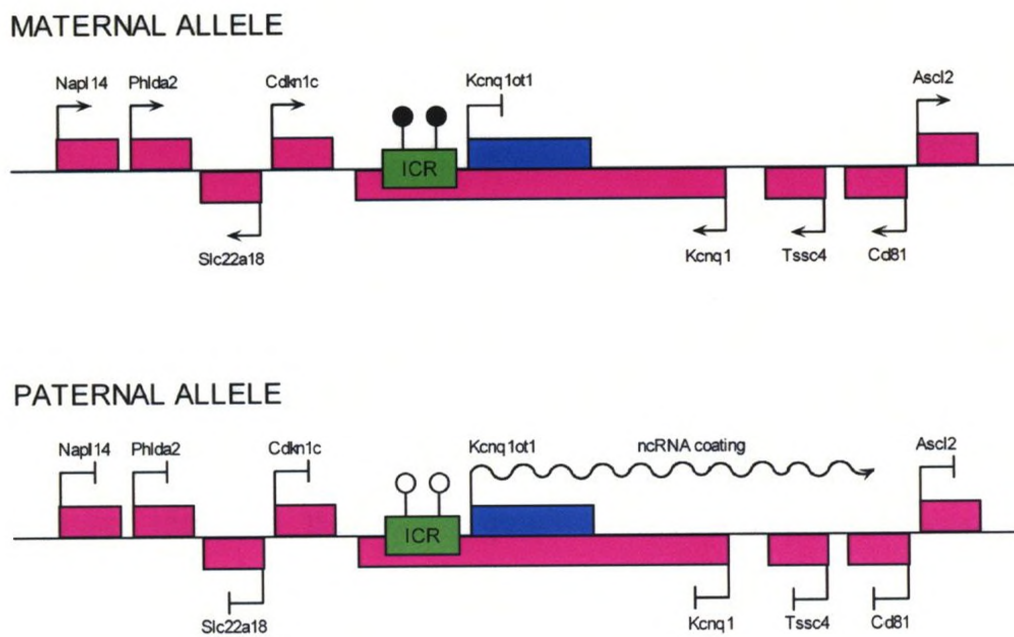 MATERNAL ALLELE
Napl14 Phlda2 Cdkn1c Kcnq1ot1 Ascl2
ICR
Slc22a18 Kcnq1 Tssc4 Cd81
PATERNAL ALLELE
Napl14 Phlda2 Cdkn1c Kcnq1ot1 ncRNA coating Ascl2
ICR
Slc22a18 Kcnq1 Tssc4 Cd81